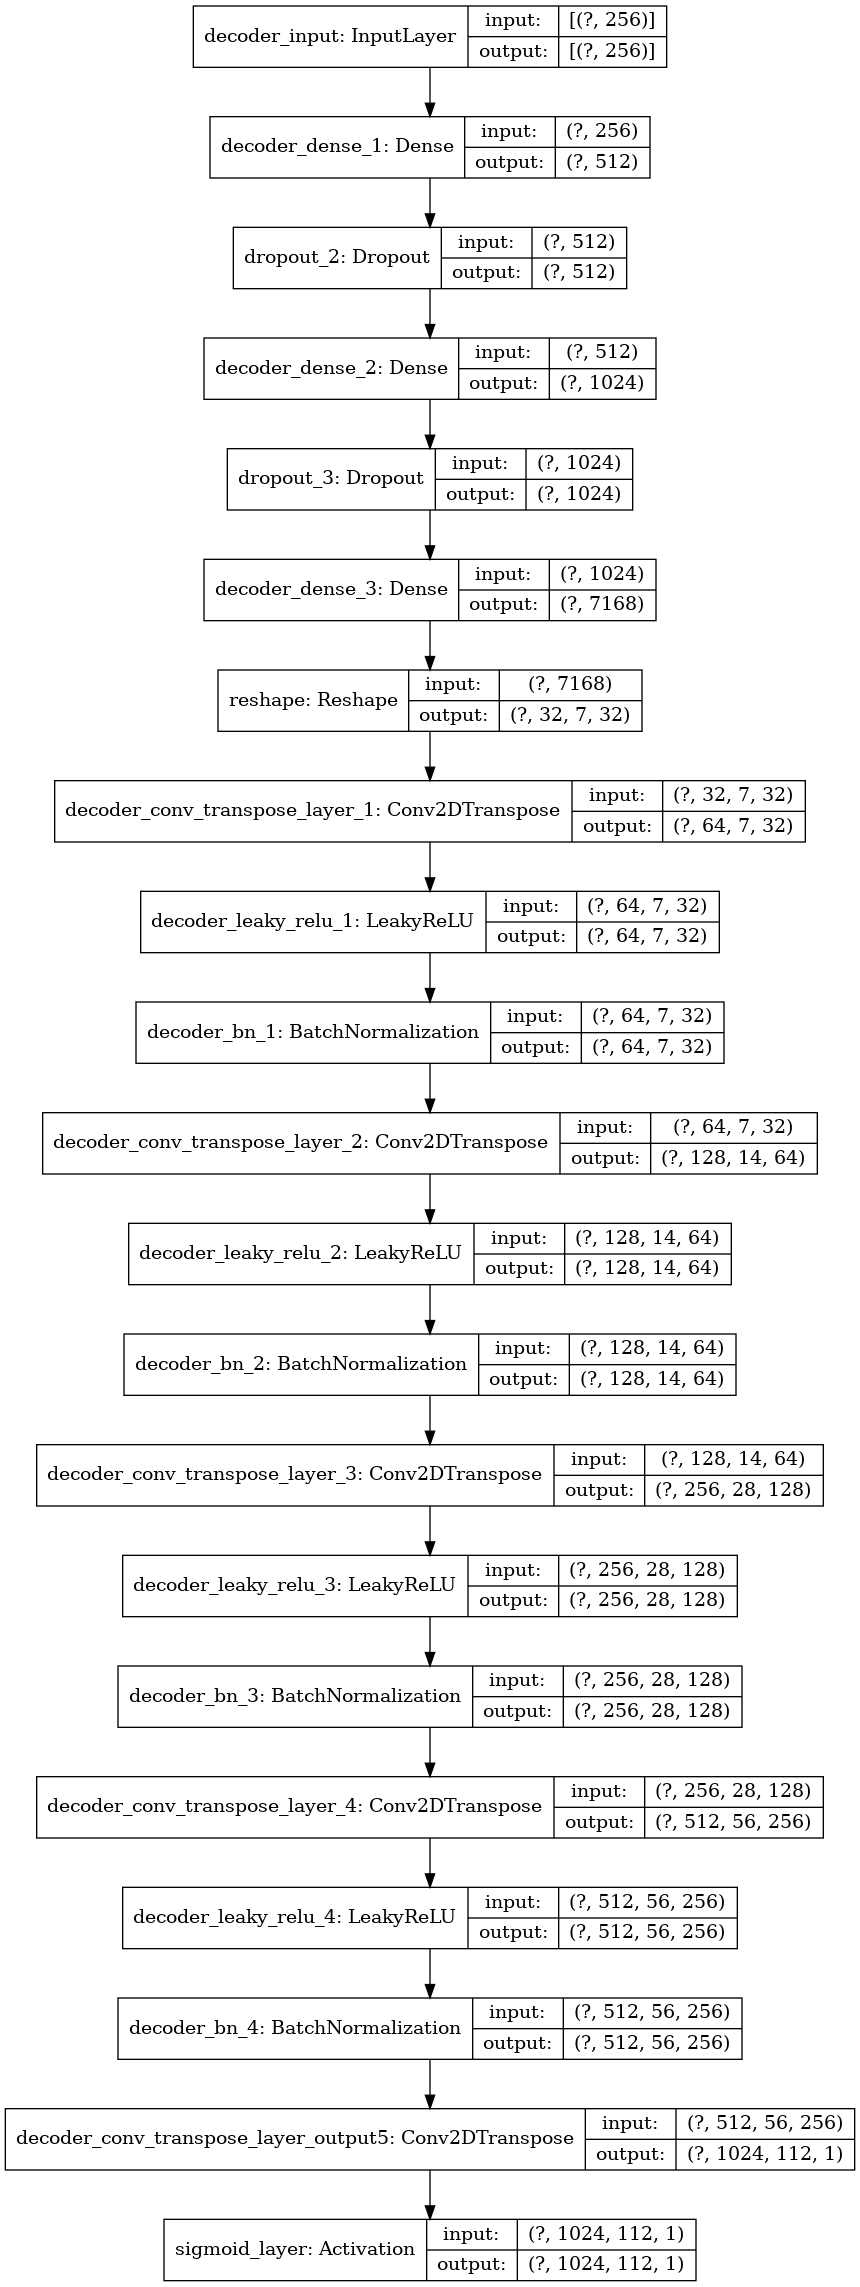 decoder_input: InputLayer
input: [(?, 256)]
output: [(?, 256)]
decoder_dense_1: Dense
input: (?, 256)
output: (?, 512)
dropout_2: Dropout
input: (?, 512)
output: (?, 512)
decoder_dense_2: Dense
input: (?, 512)
output: (?, 1024)
dropout_3: Dropout
input: (?, 1024)
output: (?, 1024)
decoder_dense_3: Dense
input: (?, 1024)
output: (?, 7168)
reshape: Reshape
input: (?, 7168)
output: (?, 32, 7, 32)
decoder_conv_transpose_layer_1: Conv2DTranspose
input: (?, 32, 7, 32)
output: (?, 64, 7, 32)
decoder_leaky_relu_1: LeakyReLU
input: (?, 64, 7, 32)
output: (?, 64, 7, 32)
decoder_bn_1: BatchNormalization
input: (?, 64, 7, 32)
output: (?, 64, 7, 32)
decoder_conv_transpose_layer_2: Conv2DTranspose
input: (?, 64, 7, 32)
output: (?, 128, 14, 64)
decoder_leaky_relu_2: LeakyReLU
input: (?, 128, 14, 64)
output: (?, 128, 14, 64)
decoder_bn_2: BatchNormalization
input: (?, 128, 14, 64)
output: (?, 128, 14, 64)
decoder_conv_transpose_layer_3: Conv2DTranspose
input: (?, 128, 14, 64)
output: (?, 256, 28, 128)
decoder_leaky_relu_3: LeakyReLU
input: (?, 256, 28, 128)
output: (?, 256, 28, 128)
decoder_bn_3: BatchNormalization
input: (?, 256, 28, 128)
output: (?, 256, 28, 128)
decoder_conv_transpose_layer_4: Conv2DTranspose
input: (?, 256, 28, 128)
output: (?, 512, 56, 256)
decoder_leaky_relu_4: LeakyReLU
input: (?, 512, 56, 256)
output: (?, 512, 56, 256)
decoder_bn_4: BatchNormalization
input: (?, 512, 56, 256)
output: (?, 512, 56, 256)
decoder_conv_transpose_layer_output5: Conv2DTranspose
input: (?, 512, 56, 256)
output: (?, 1024, 112, 1)
sigmoid_layer: Activation
input: (?, 1024, 112, 1)
output: (?, 1024, 112, 1)